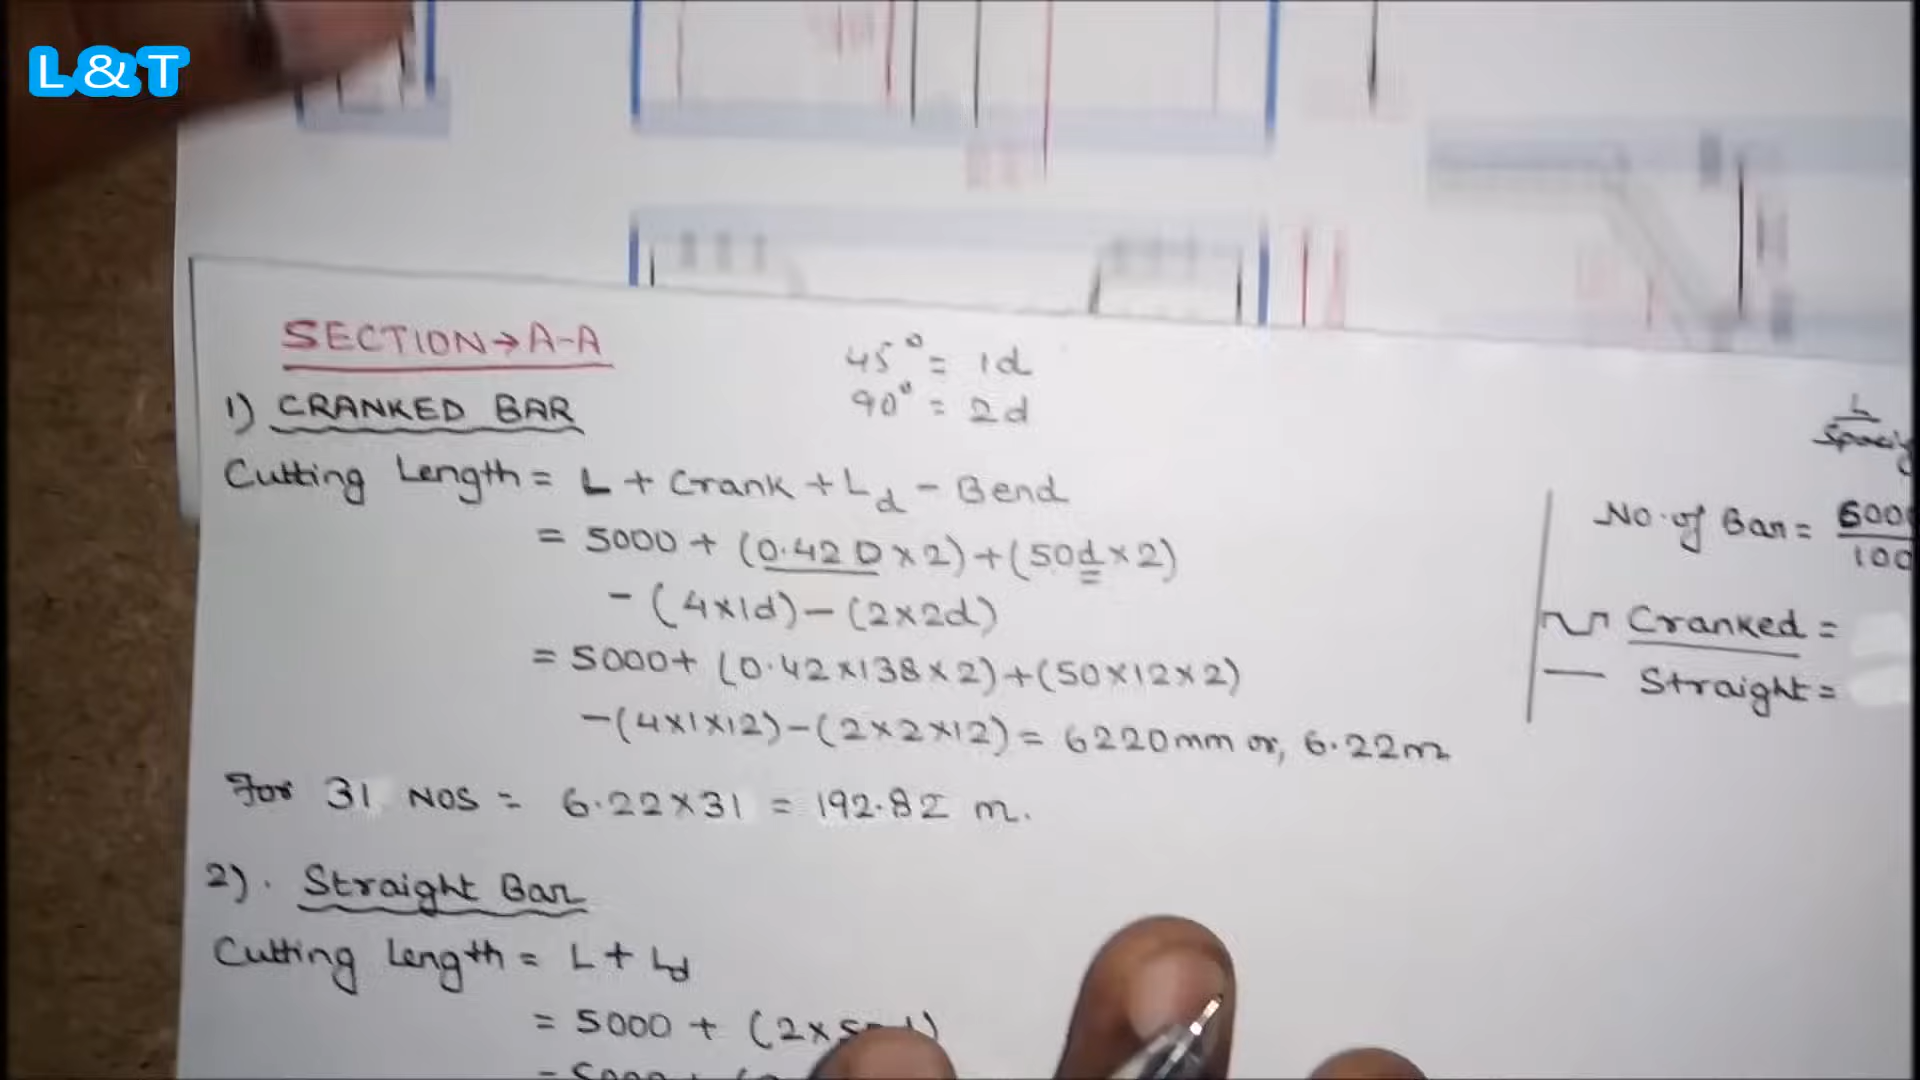 L&T
SECTION→A-A
45° = 1d
90° = 2d
1) CRANKED BAR
Cutting Length = L + Crank + Ld - Bend
= 5000 + (0.42D×2)+(50d×2)
- (4×1d) - (2×2d)
= 5000+ (0.42×138×2)+(50×12×2)
-(4×1×12)-(2×2×12) = 6220mm or, 6.22m
For 31 NOS = 6.22×31 = 192.82 m.
2). Straight Bar
Cutting Length = L + Ld
= 5000 + (2×
L
No. of Bar =
Cranked =
Straight =